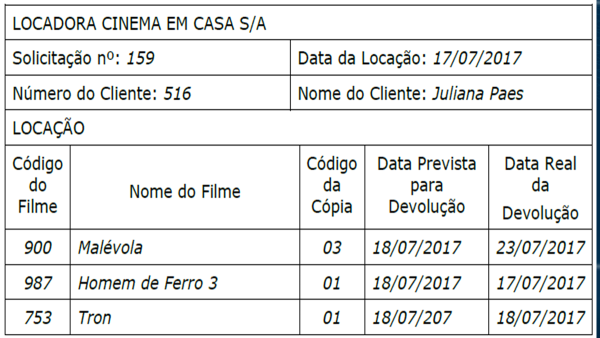 LOCADORA CINEMA EM CASA S/A
Solicitação nº: 159 Data da Locação: 17/07/2017
Número do Cliente: 516 Nome do Cliente: Juliana Paes
LOCAÇÃO
Código do Filme Nome do Filme Código da Cópia Data Prevista para Devolução Data Real da Devolução
900 Malévola 03 18/07/2017 23/07/2017
987 Homem de Ferro 3 01 18/07/2017 17/07/2017
753 Tron 01 18/07/207 18/07/2017